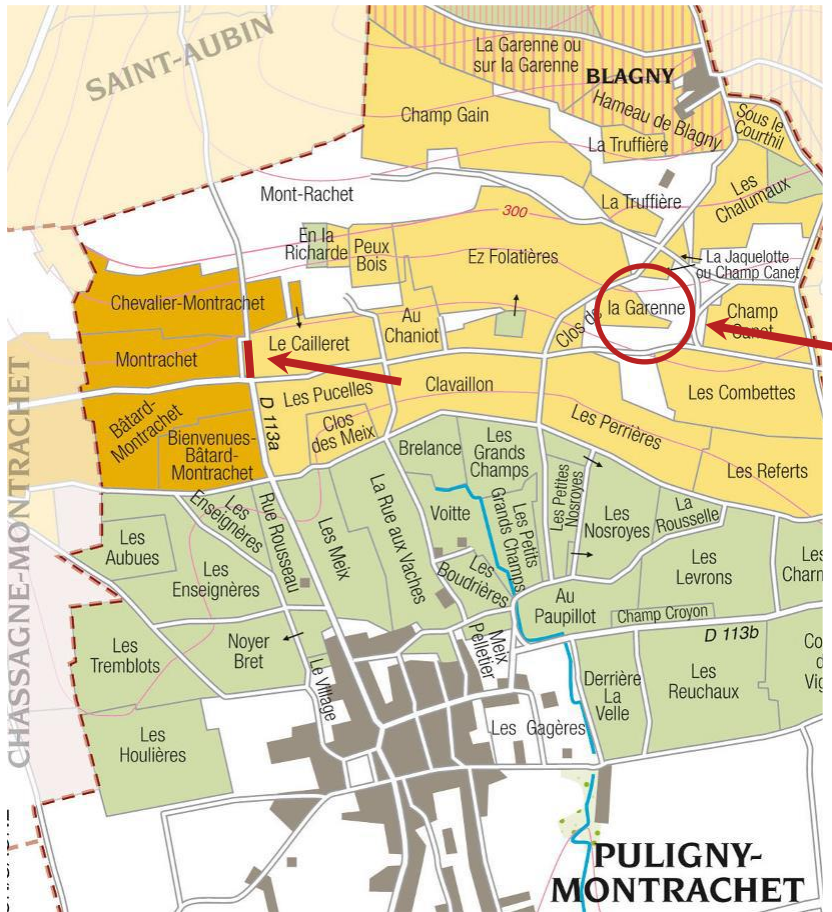 SAINT-AUBIN
La Garenne ou
sur la Garenne
BLAGNY
Hameau de Blagny
Sous le
Courthil
Champ Gain
La Truffière
La Truffière
Les
Chalumaux
Mont-Rachet
300
En la
Richarde
Peux
Bois
Ez Folatières
La Jaquelotte
ou Champ Canet
Chevalier-Montrachet
Au
Chaniot
Clos de la Garenne
Champ
Canet
Le Cailleret
Montrachet
Les Pucelles
Clavaillon
Les Combettes
Bâtard-
Montrachet
Bienvenues-
Bâtard-
Montrachet
D 113a
Clos
des Meix
Les Perrières
Les Referts
CHASSAGNE-MONTRACHET
Brelance
Les
Grands
Champs
Les Petites
Nosroyes
Les
Nosroyes
La
Rousselle
Les
Enseignères
Rue Rousseau
Les Meix
La Rue aux Vaches
Voitte
Les Petits
Grands Champs
Les
Aubues
Les
Enseignères
Les
Boudrières
Au
Paupillot
Les
Levrons
Les
Charm
Champ Croyon
D 113b
Les
Tremblots
Noyer
Bret
Le Village
Meix
Pelletier
Derrière
La
Velle
Les
Reuchaux
Co
d
Vig
Les
Houlières
Les Gagères
PULIGNY-
MONTRACHET